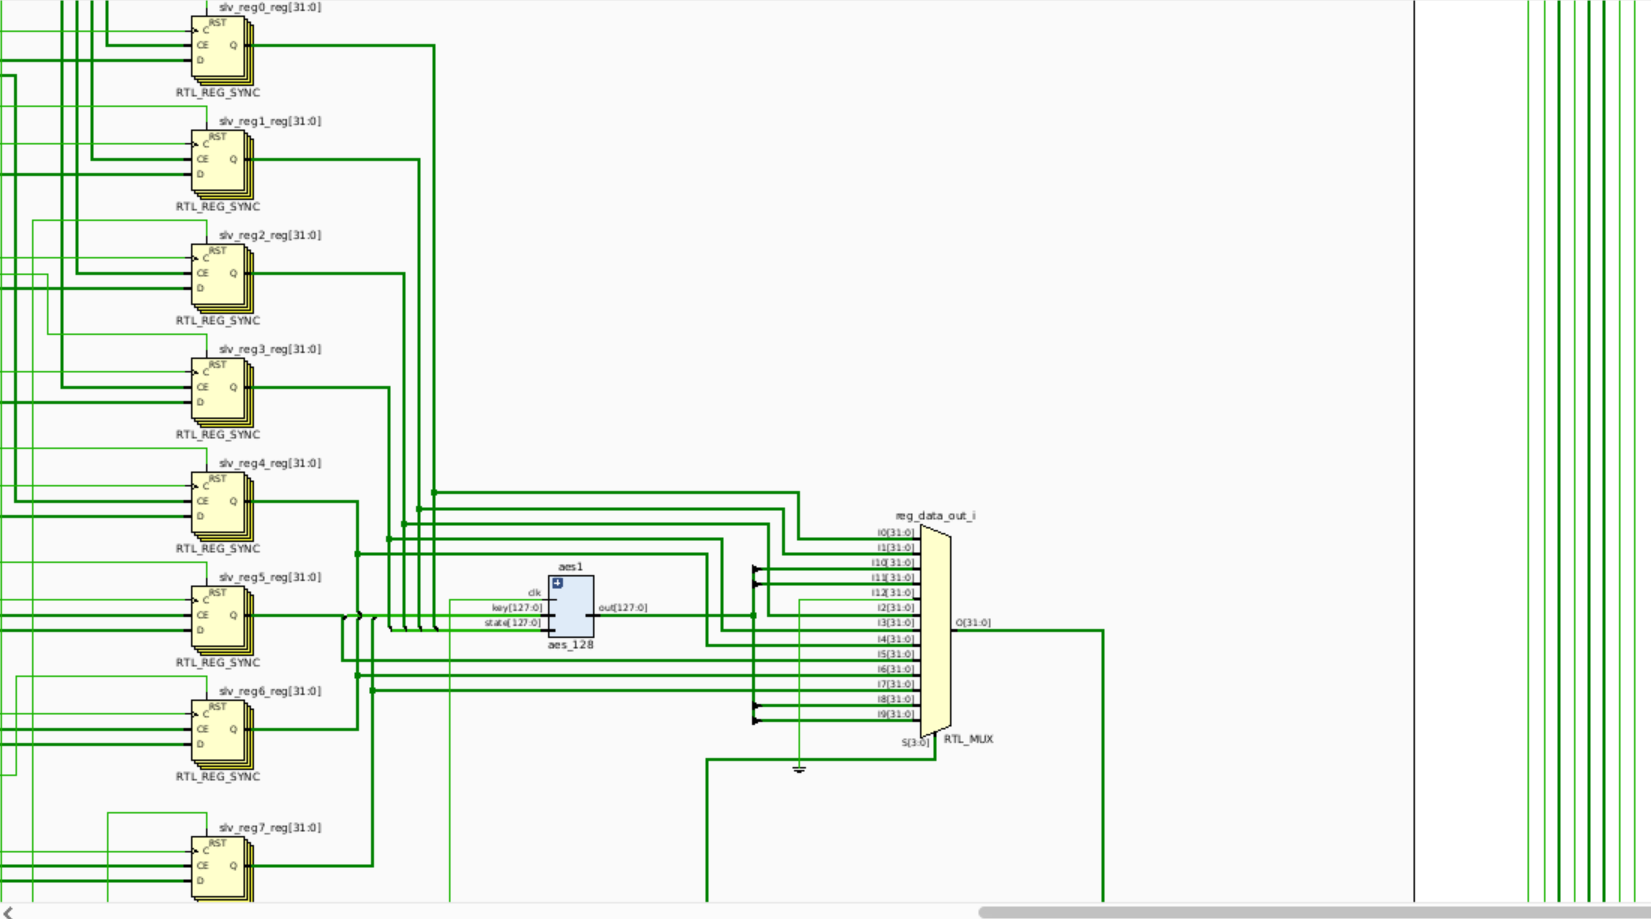 slv_reg0_reg[31:0]
RST
C
CE Q
D
RTL_REG_SYNC
slv_reg1_reg[31:0]
RST
C
CE Q
D
RTL_REG_SYNC
slv_reg2_reg[31:0]
RST
C
CE Q
D
RTL_REG_SYNC
slv_reg3_reg[31:0]
RST
C
CE Q
D
RTL_REG_SYNC
slv_reg4_reg[31:0]
RST
C
CE Q
D
RTL_REG_SYNC
slv_reg5_reg[31:0]
RST
C
CE Q
D
RTL_REG_SYNC
slv_reg6_reg[31:0]
RST
C
CE Q
D
RTL_REG_SYNC
slv_reg7_reg[31:0]
RST
C
CE Q
D
aes1
clk
key[127:0]
state[127:0]
out[127:0]
aes_128
reg_data_out_i
I0[31:0]
I1[31:0]
I10[31:0]
I11[31:0]
I12[31:0]
I2[31:0]
I3[31:0]
I4[31:0]
I5[31:0]
I6[31:0]
I7[31:0]
I8[31:0]
I9[31:0]
S[3:0]
O[31:0]
RTL_MUX